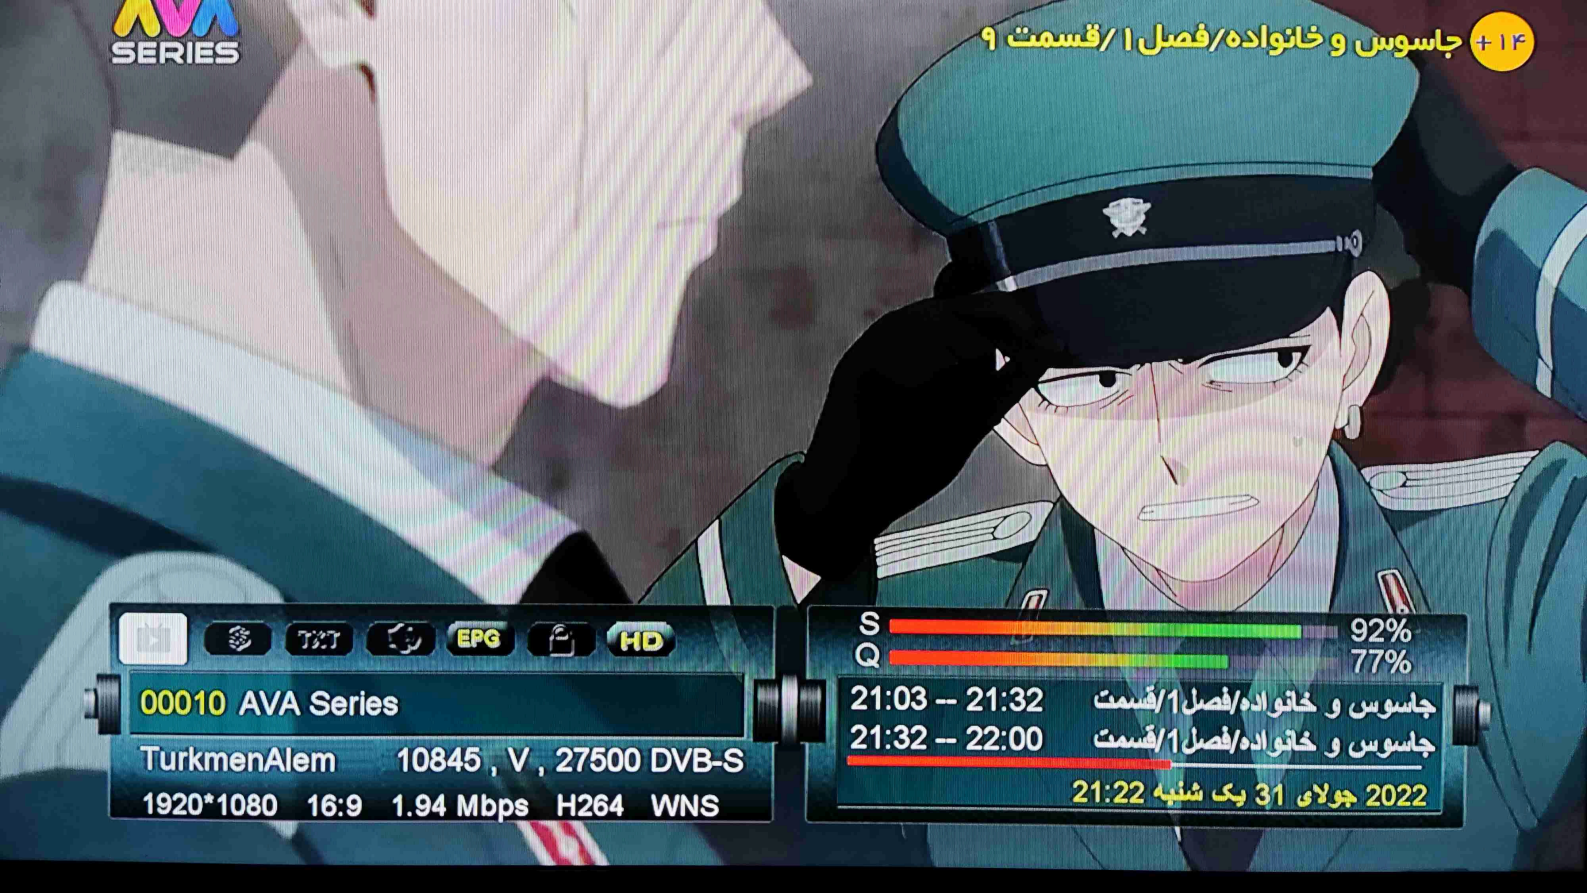 AVA
SERIES
+۱۴ جاسوس و خانواده/فصل۱/قسمت ۹
TXT EPG HD
00010 AVA Series
TurkmenAlem 10845 , V , 27500 DVB-S
1920*1080 16:9 1.94 Mbps H264 WNS
S 92%
Q 77%
21:03 -- 21:32 جاسوس و خانواده/فصل1/قسمت
21:32 -- 22:00 جاسوس و خانواده/فصل1/قسمت
2022 جولای 31 یک شنبه 21:22